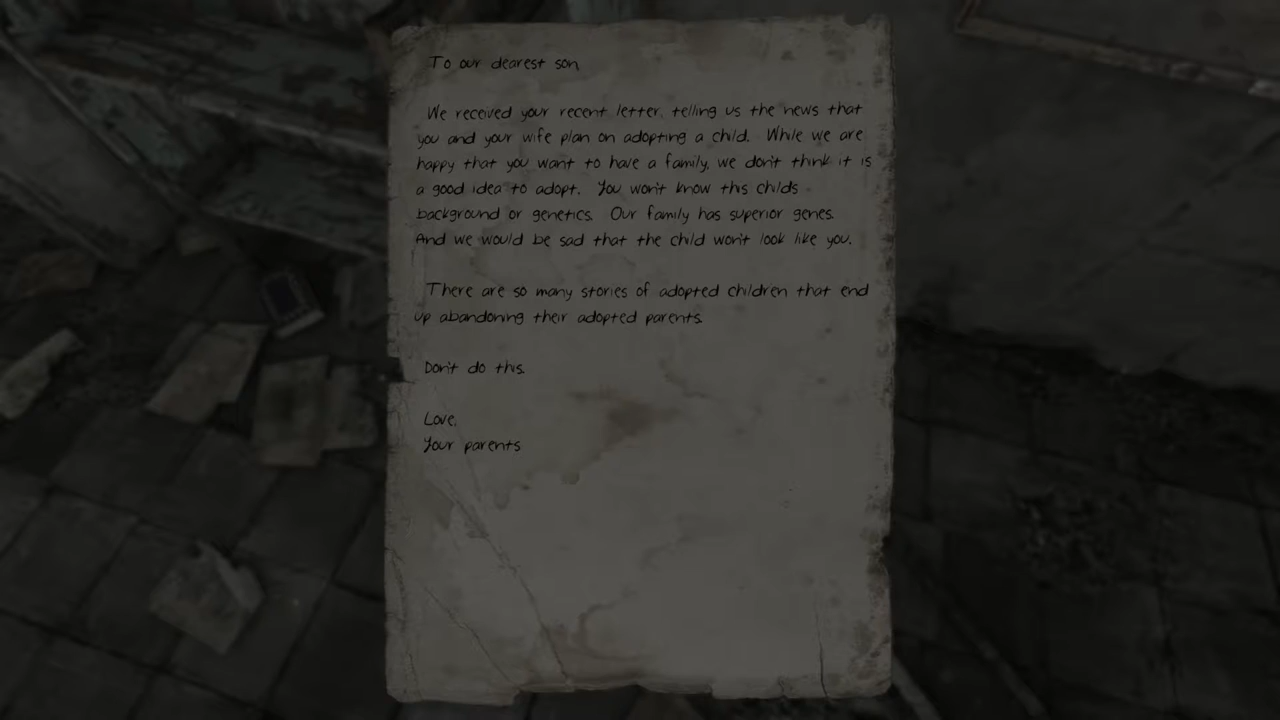 To our dearest son,
We received your recent letter, telling us the news that
you and your wife plan on adopting a child. While we are
happy that you want to have a family, we don't think it is
a good idea to adopt. You won't know this child's
background or genetics. Our family has superior genes.
And we would be sad that the child won't look like you.
There are so many stories of adopted children that end
up abandoning their adopted parents.
Don't do this.
Love,
Your parents